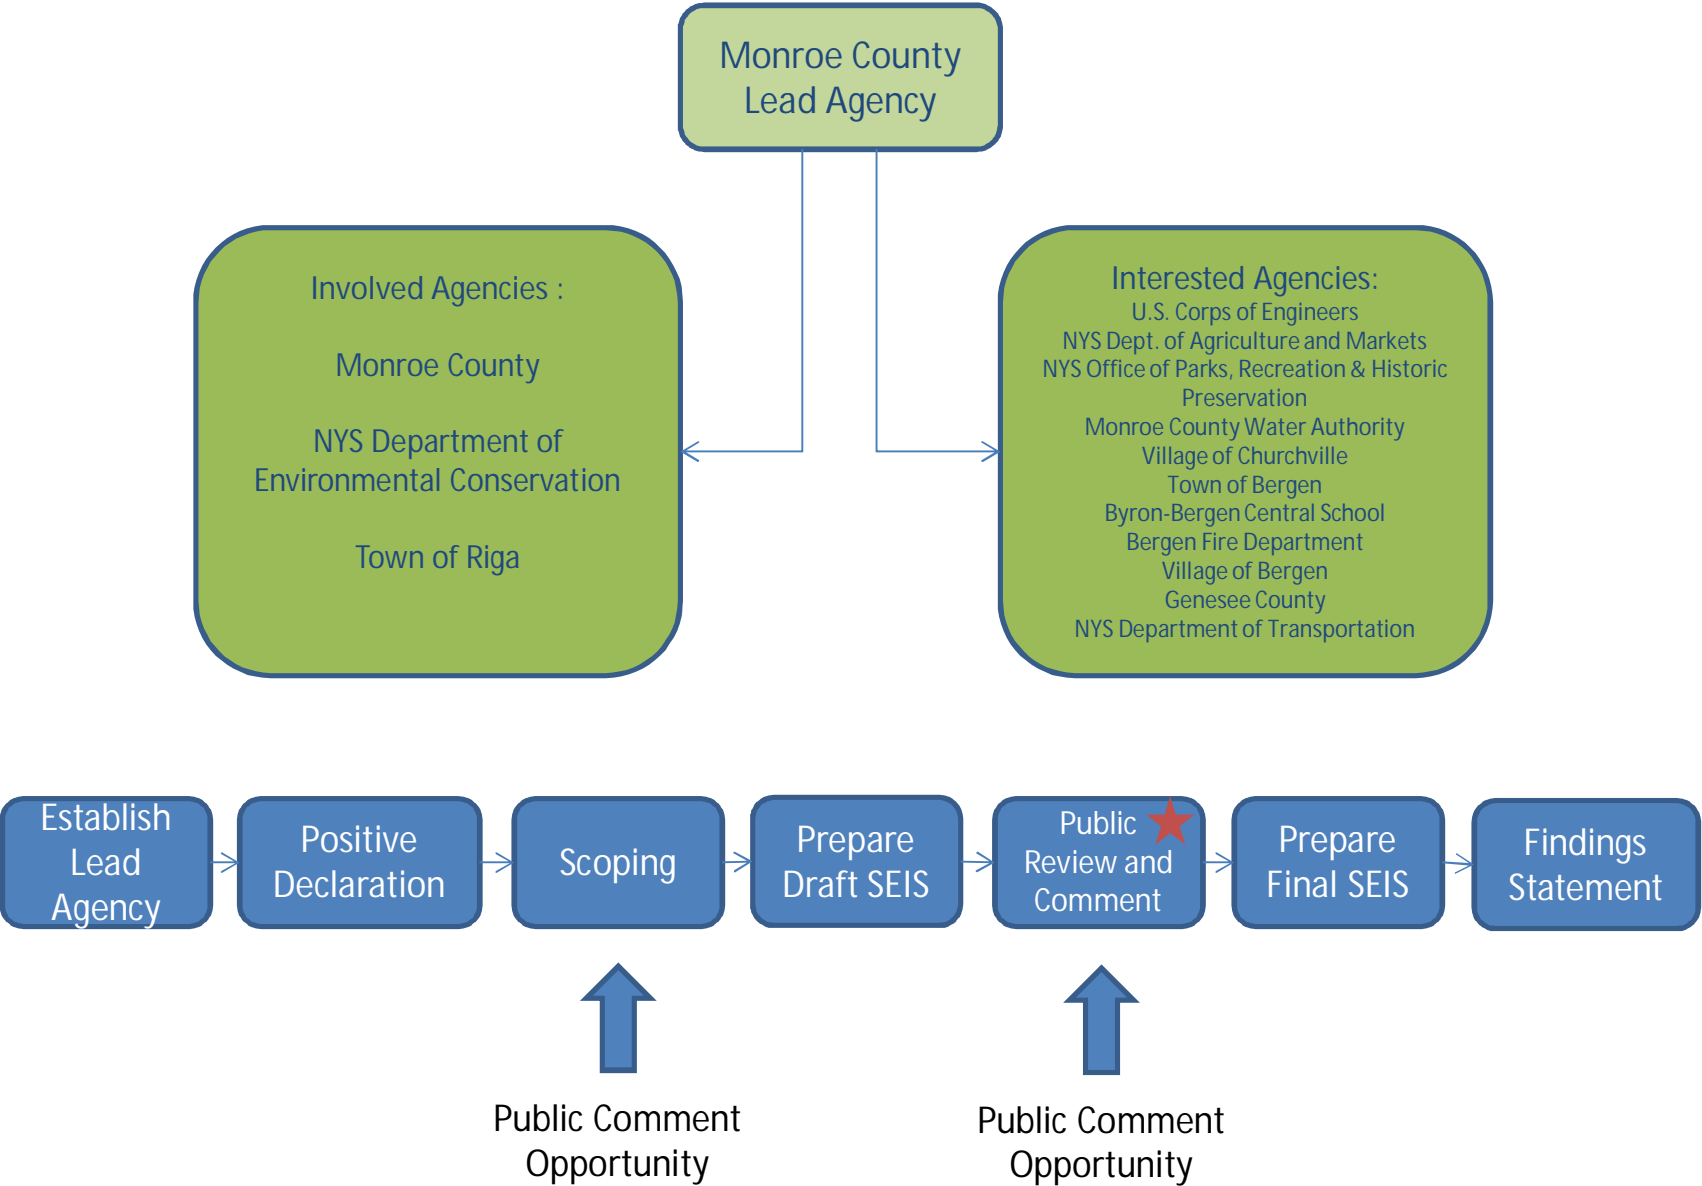 Monroe County
Lead Agency
Involved Agencies :
Monroe County
NYS Department of
Environmental Conservation
Town of Riga
Interested Agencies:
U.S. Corps of Engineers
NYS Dept. of Agriculture and Markets
NYS Office of Parks, Recreation & Historic
Preservation
Monroe County Water Authority
Village of Churchville
Town of Bergen
Byron-Bergen Central School
Bergen Fire Department
Village of Bergen
Genesee County
NYS Department of Transportation
Establish
Lead
Agency
Positive
Declaration
Scoping
Prepare
Draft SEIS
Public
Review and
Comment
Prepare
Final SEIS
Findings
Statement
Public Comment
Opportunity
Public Comment
Opportunity